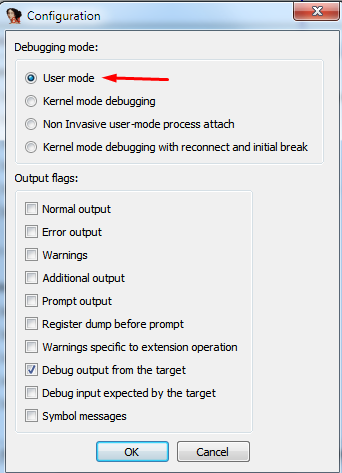 Configuration
Debugging mode:
User mode
Kernel mode debugging
Non Invasive user-mode process attach
Kernel mode debugging with reconnect and initial break
Output flags:
Normal output
Error output
Warnings
Additional output
Prompt output
Register dump before prompt
Warnings specific to extension operation
Debug output from the target
Debug input expected by the target
Symbol messages
OK Cancel